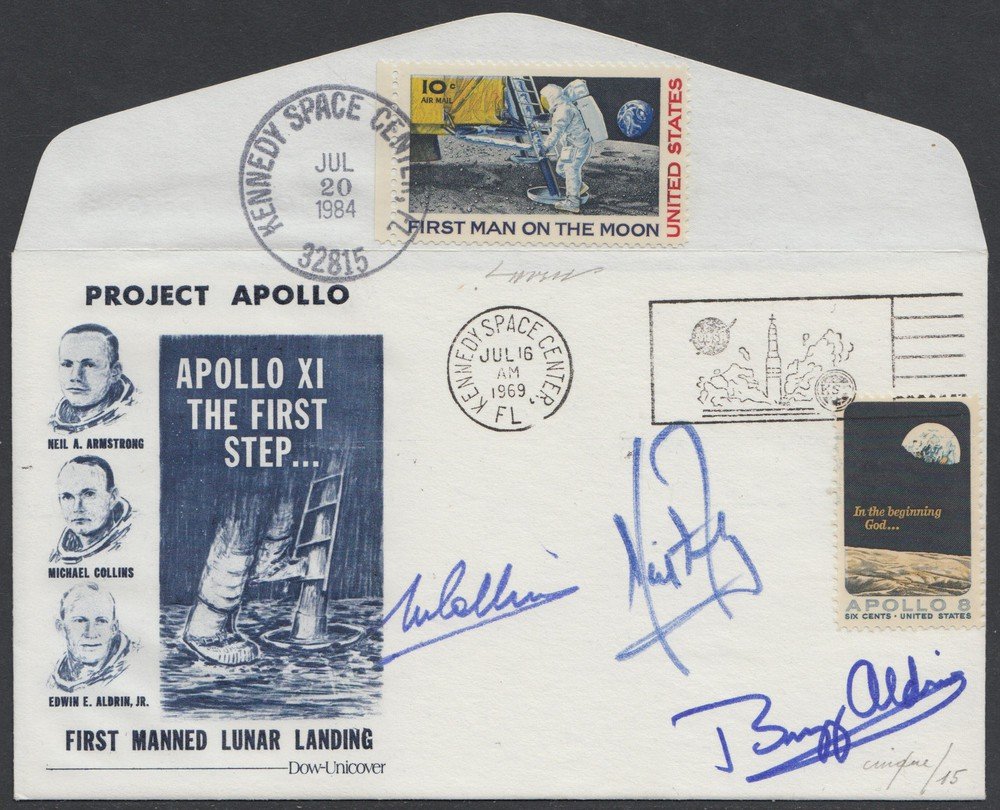 KENNEDY SPACE CENTER, FL
JUL
20
1984
32815
10c
AIR MAIL
FIRST MAN ON THE MOON
UNITED STATES
PROJECT APOLLO
NEIL A. ARMSTRONG
MICHAEL COLLINS
EDWIN E. ALDRIN, JR.
APOLLO XI
THE FIRST
STEP...
FIRST MANNED LUNAR LANDING
Dow-Unicover
KENNEDY SPACE CENTER
JUL 16
AM
1969
FL
In the beginning
God...
APOLLO 8
SIX CENTS • UNITED STATES
MCollins
Buzz Aldrin
cinque/15